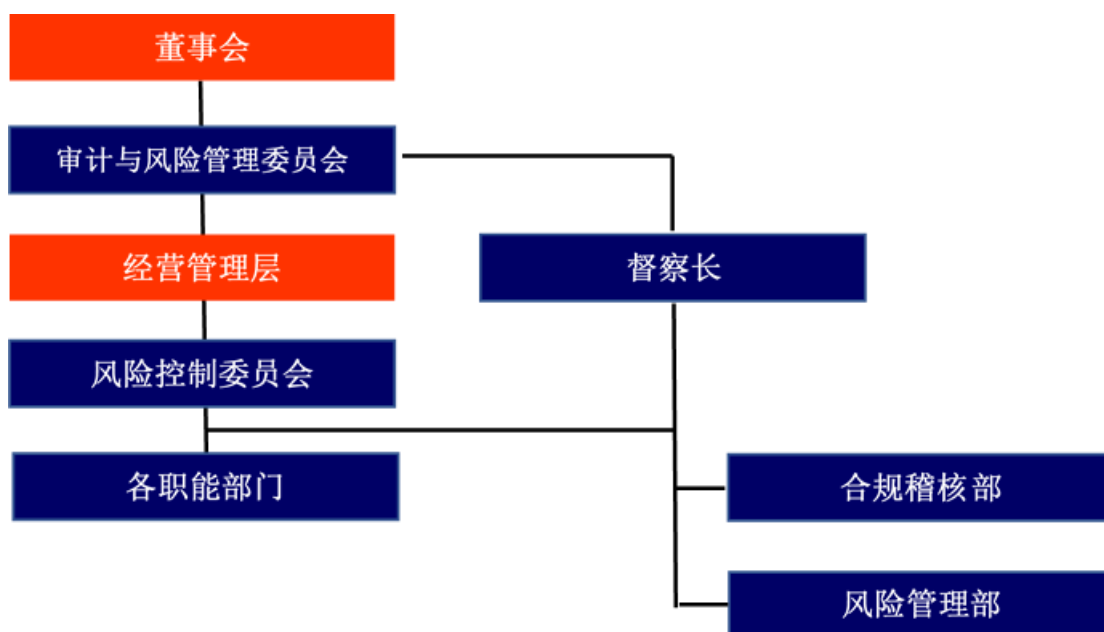 董事会
审计与风险管理委员会
经营管理层
督察长
风险控制委员会
各职能部门
合规稽核部
风险管理部